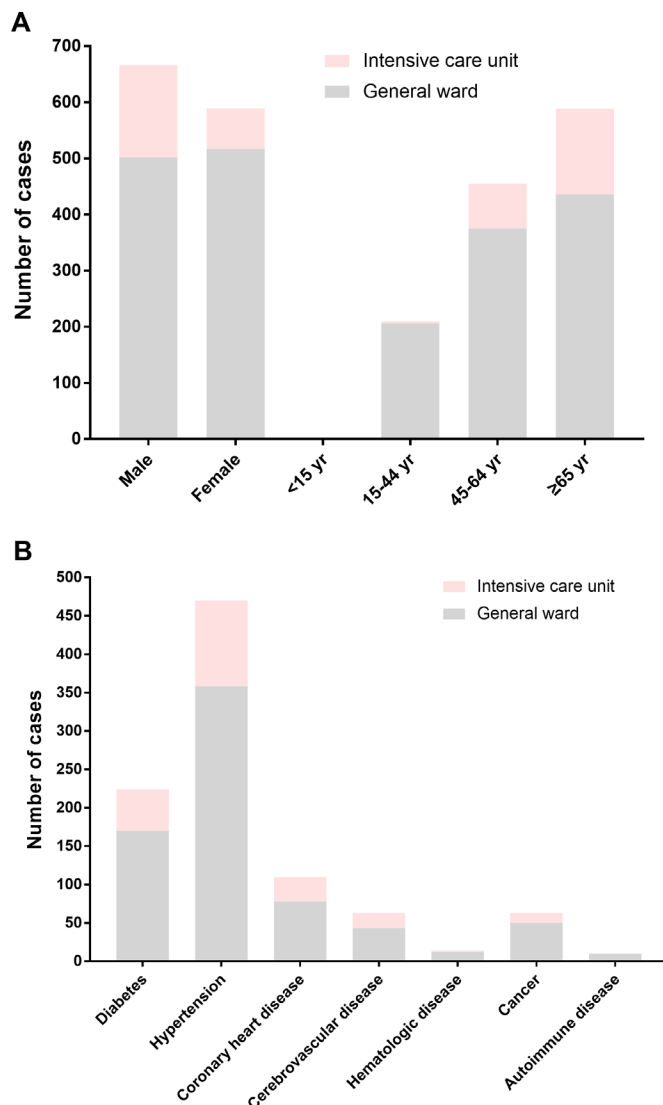 A
700
600
500
400
300
200
100
0
Number of cases
Intensive care unit
General ward
Male
Female
<15 yr
15-44 yr
45-64 yr
≥65 yr
B
500
450
400
350
300
250
200
150
100
50
0
Number of cases
Intensive care unit
General ward
Diabetes
Hypertension
Coronary heart disease
Cerebrovascular disease
Hematologic disease
Cancer
Autoimmune disease